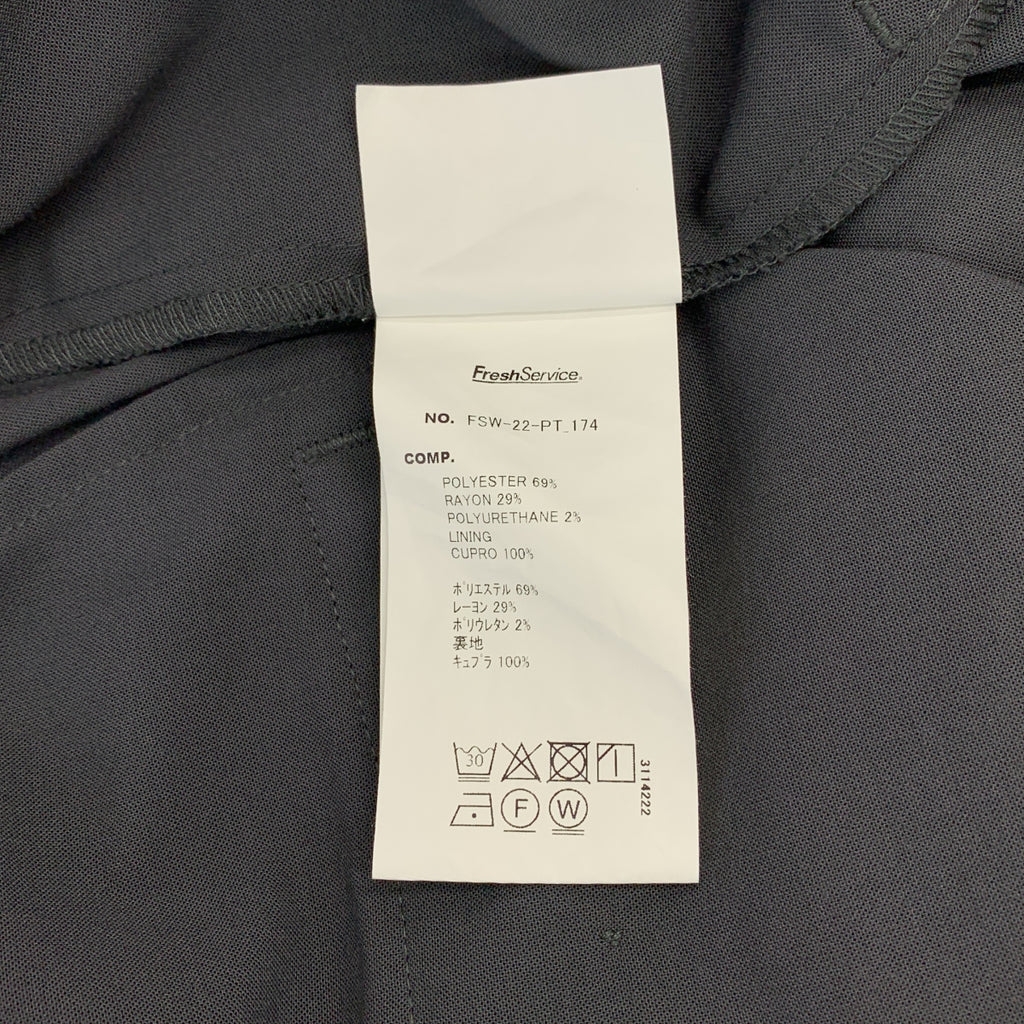 FreshService®
NO. FSW-22-PT_174
COMP.
POLYESTER 69%
RAYON 29%
POLYURETHANE 2%
LINING
CUPRO 100%
ポリエステル 69%
レーヨン 29%
ポリウレタン 2%
裏地
キュプラ 100%
30
F W
3114222